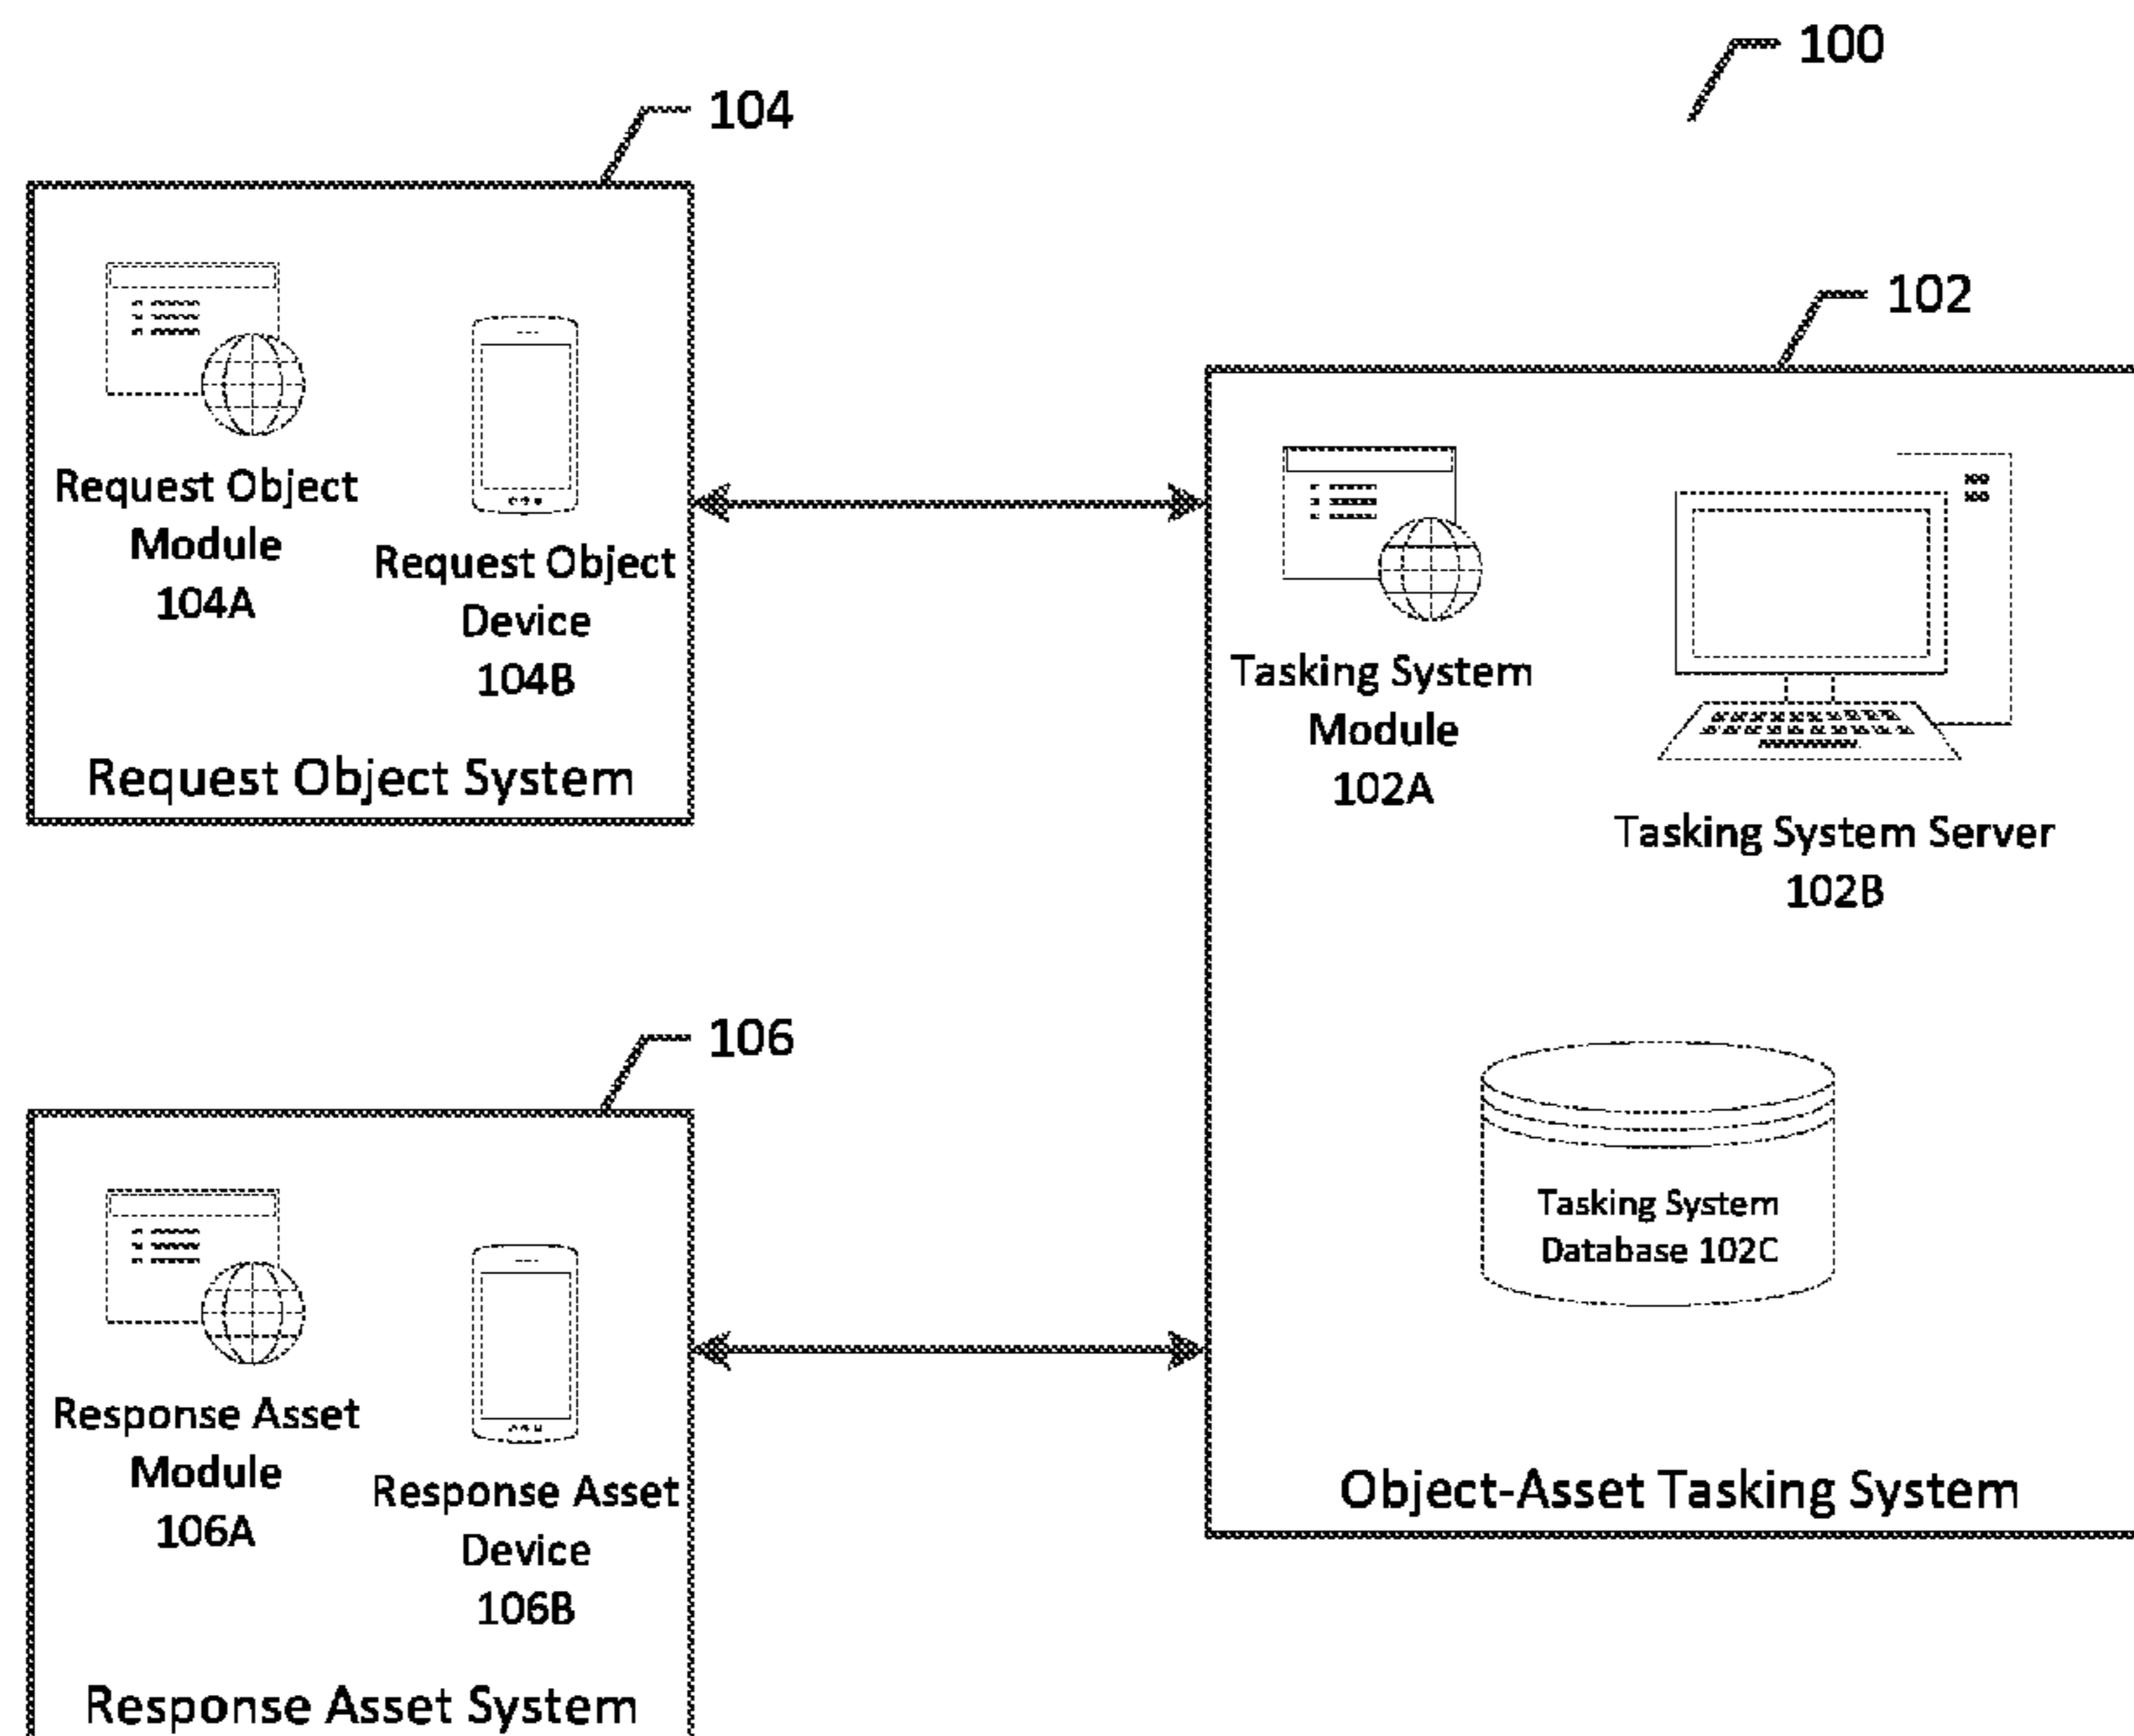 100
104
102
Request Object
Module
104A
Request Object
Device
104B
Request Object System
Tasking System
Module
102A
Tasking System Server
102B
Tasking System
Database 102C
Object-Asset Tasking System
106
Response Asset
Module
106A
Response Asset
Device
106B
Response Asset System